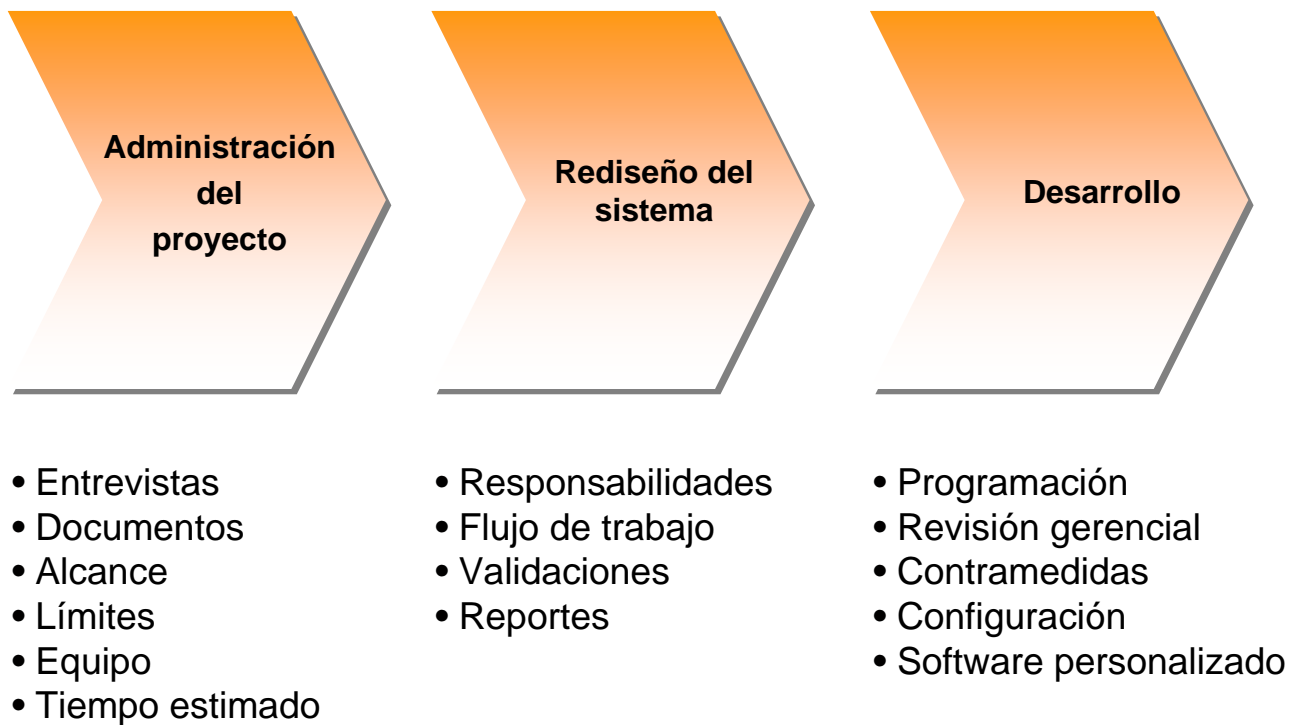 Administración
del
proyecto
Rediseño del
sistema
Desarrollo
• Entrevistas
• Documentos
• Alcance
• Límites
• Equipo
• Tiempo estimado
• Responsabilidades
• Flujo de trabajo
• Validaciones
• Reportes
• Programación
• Revisión gerencial
• Contramedidas
• Configuración
• Software personalizado